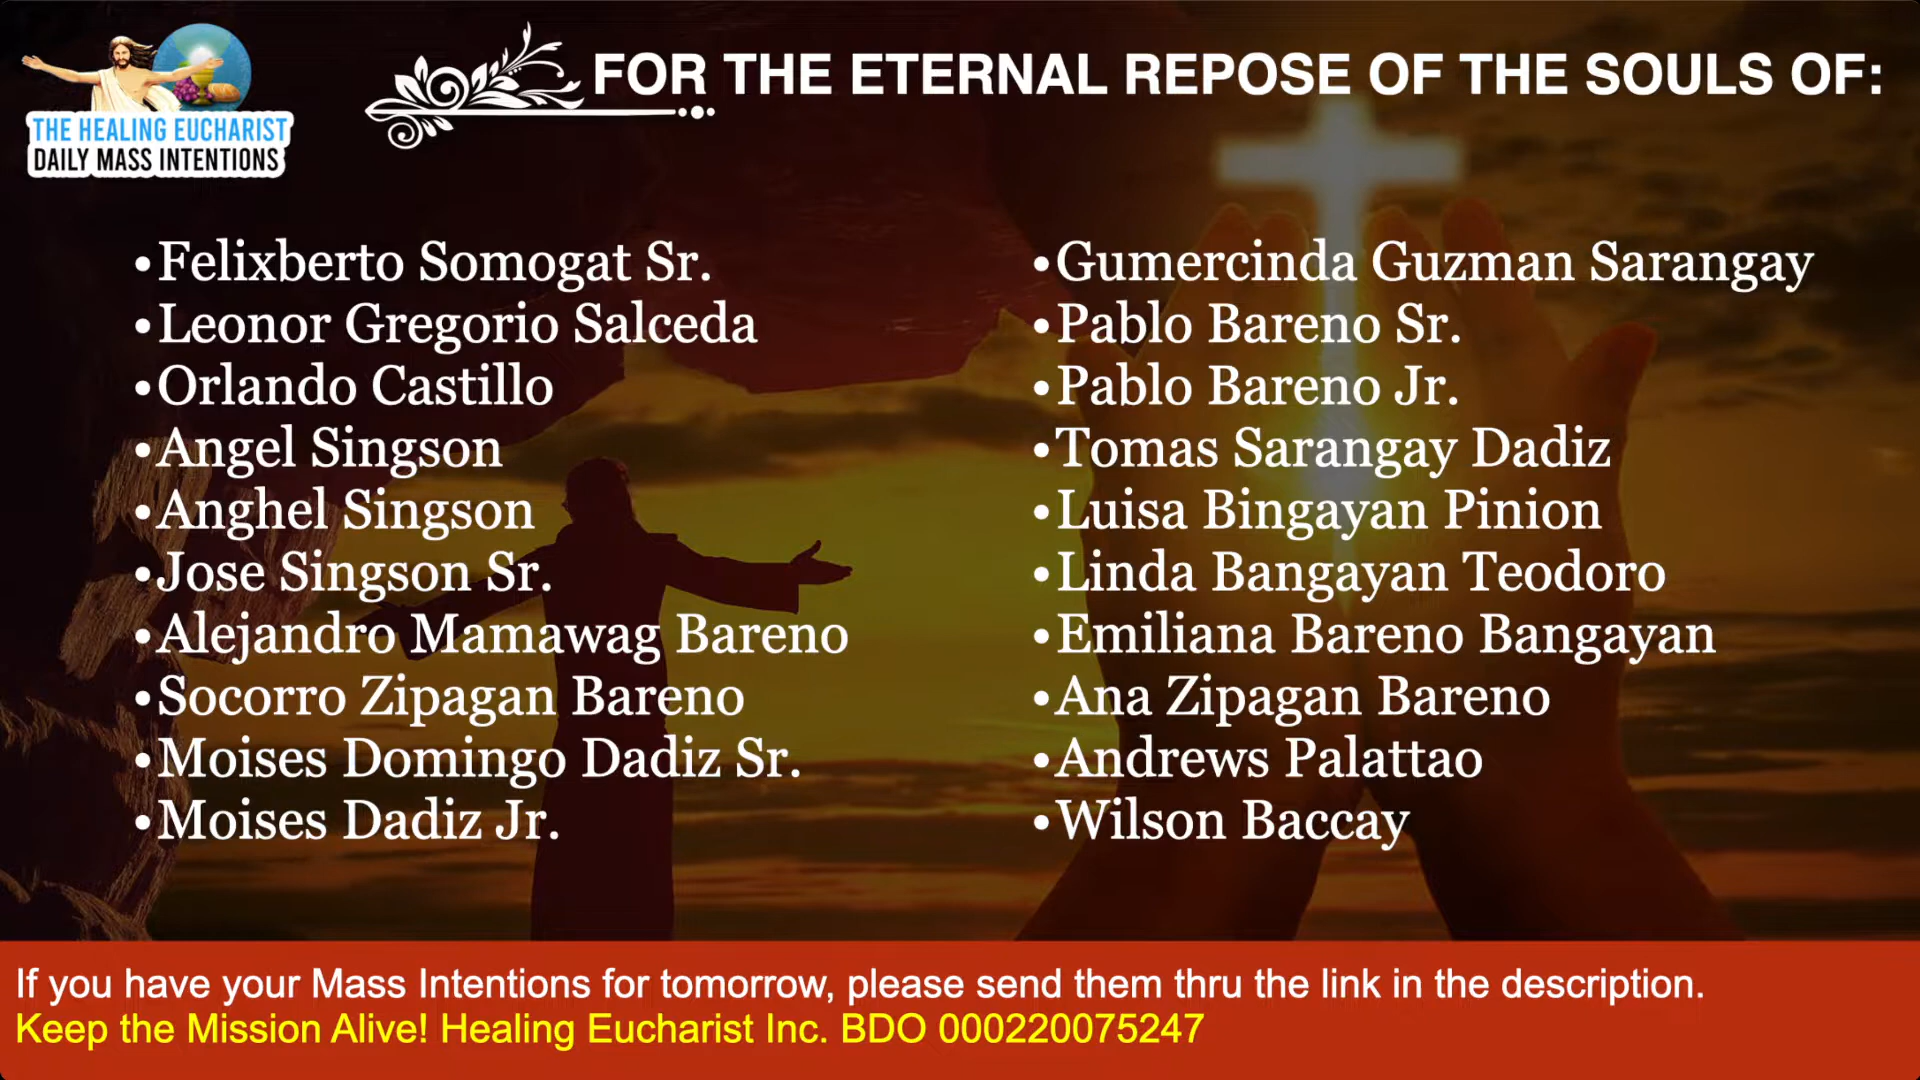 THE HEALING EUCHARIST
DAILY MASS INTENTIONS
FOR THE ETERNAL REPOSE OF THE SOULS OF:
•Felixberto Somogat Sr.
•Leonor Gregorio Salceda
•Orlando Castillo
•Angel Singson
•Anghel Singson
•Jose Singson Sr.
•Alejandro Mamawag Bareno
•Socorro Zipagan Bareno
•Moises Domingo Dadiz Sr.
•Moises Dadiz Jr.
•Gumercinda Guzman Sarangay
•Pablo Bareno Sr.
•Pablo Bareno Jr.
•Tomas Sarangay Dadiz
•Luisa Bingayan Pinion
•Linda Bangayan Teodoro
•Emiliana Bareno Bangayan
•Ana Zipagan Bareno
•Andrews Palattao
•Wilson Baccay
If you have your Mass Intentions for tomorrow, please send them thru the link in the description.
Keep the Mission Alive! Healing Eucharist Inc. BDO 000220075247